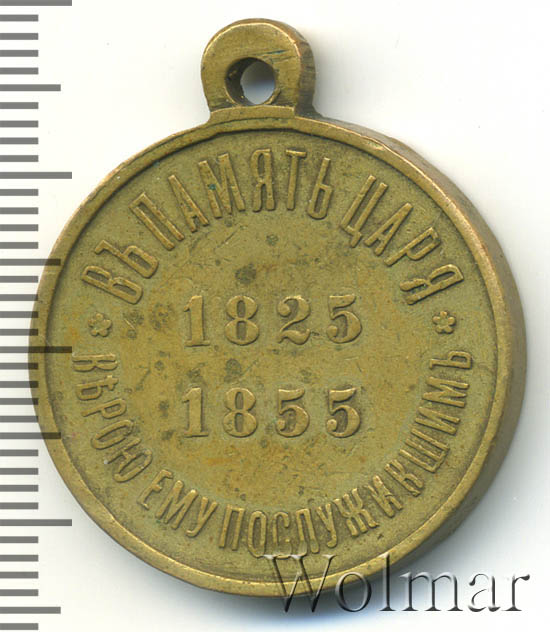 ВЪ ПАМЯТЬ ЦАРЯ
1825
1855
* ВѢРОЮ ЕМУ ПОСЛУЖИВШИМЪ *
Wolmar